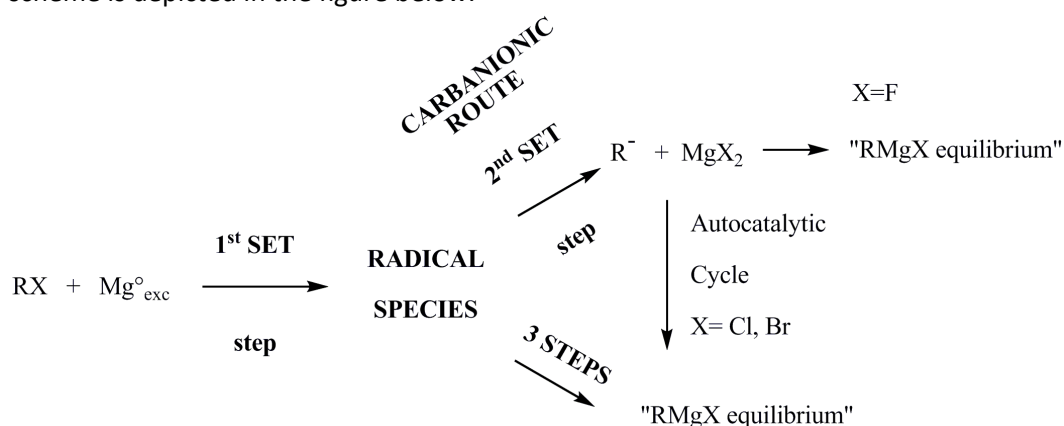 scheme is depicted in the figure below.
CARBANIONIC
ROUTE
2nd SET
step
R- + MgX2
X=F
"RMgX equilibrium"
Autocatalytic
Cycle
X= Cl, Br
RX + Mg°exc
1st SET
step
RADICAL
SPECIES
3 STEPS
"RMgX equilibrium"